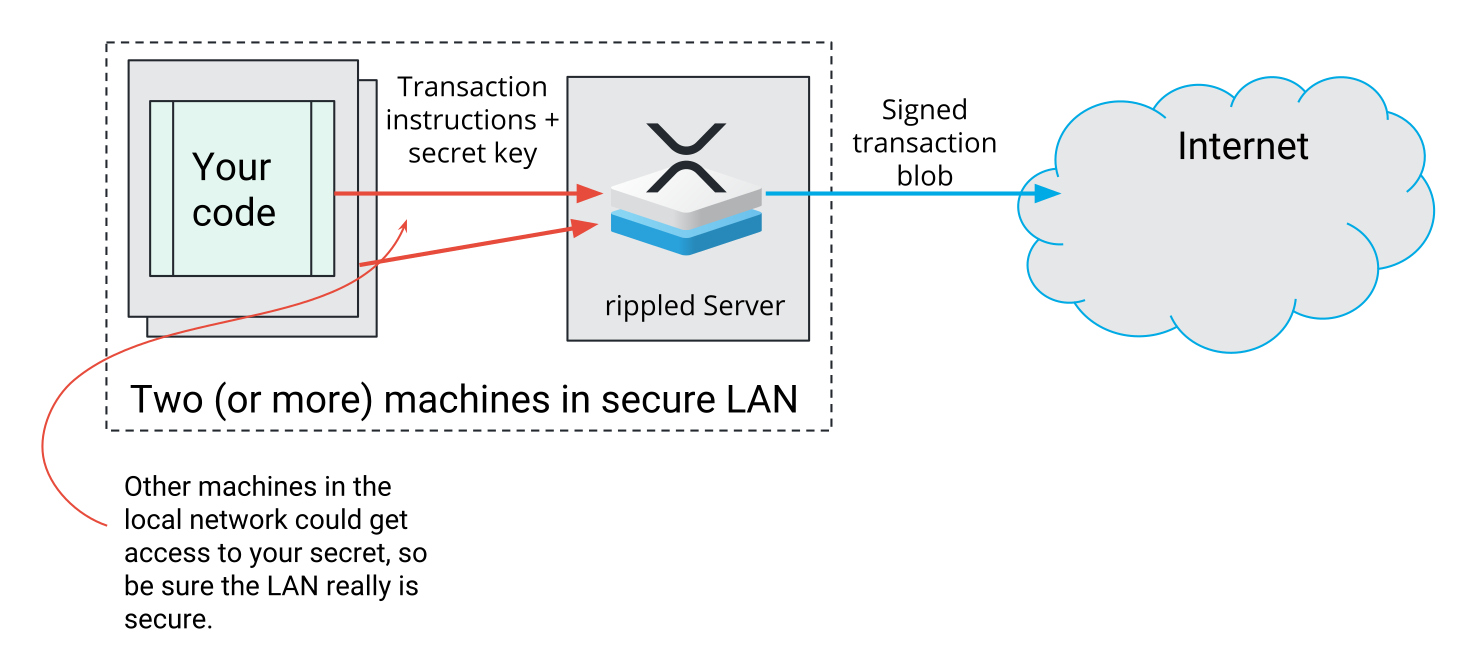 Transaction
instructions +
secret key
Your
code
rippled Server
Signed
transaction
blob
Internet
Two (or more) machines in secure LAN
Other machines in the
local network could get
access to your secret, so
be sure the LAN really is
secure.